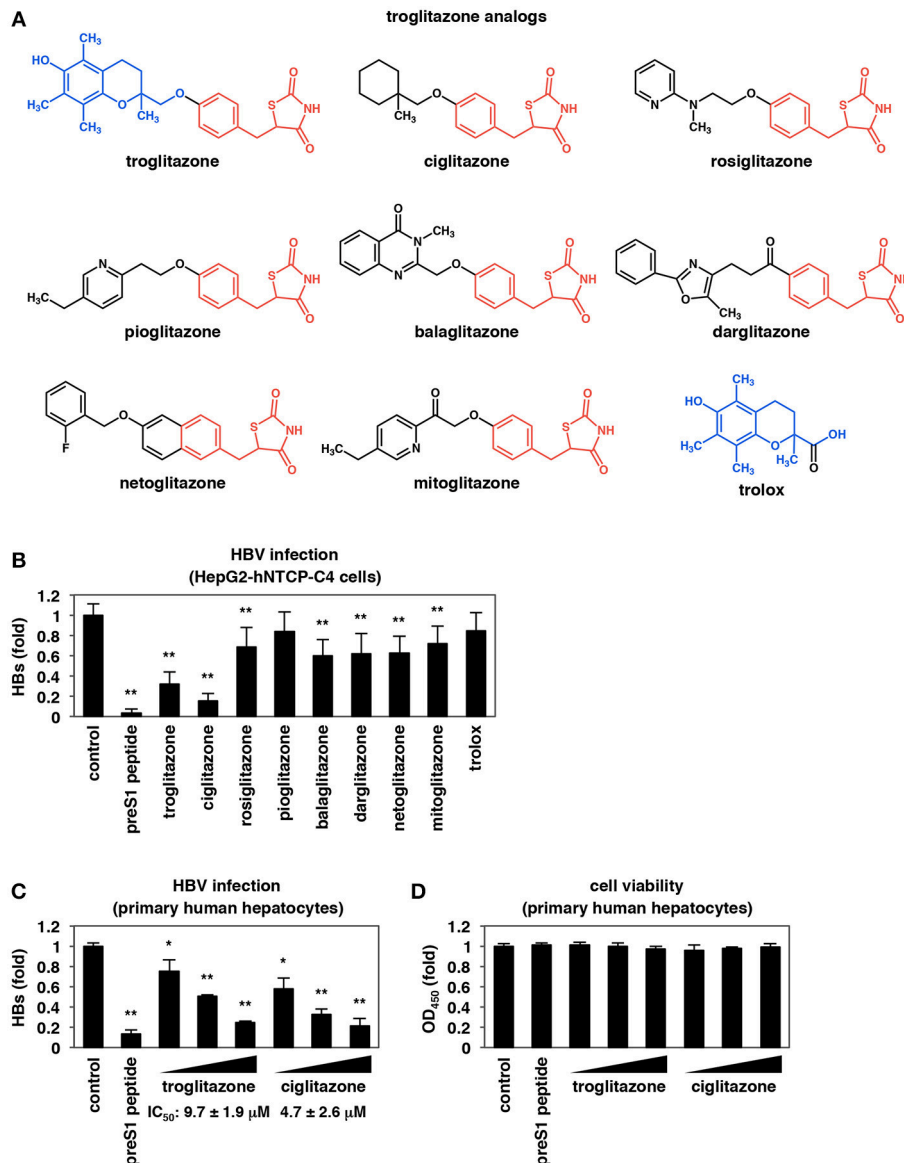 A
troglitazone analogs
CH3
HO
H3C
CH3
O
CH3
O
O
S
NH
O
troglitazone
CH3
O
O
S
NH
O
ciglitazone
N
N
CH3
O
O
S
NH
O
rosiglitazone
H3C
N
O
O
S
NH
O
pioglitazone
O
N
CH3
N
O
O
S
NH
O
balaglitazone
N
O
CH3
O
O
S
NH
O
darglitazone
F
O
O
S
NH
O
netoglitazone
H3C
N
O
O
O
S
NH
O
mitoglitazone
CH3
HO
H3C
CH3
O
H3C
OH
O
trolox
B
HBV infection
(HepG2-hNTCP-C4 cells)
HBs (fold)
1.2
1
0.8
0.6
0.4
0.2
0
**
**
**
**
**
**
**
**
control
preS1 peptide
troglitazone
ciglitazone
rosiglitazone
pioglitazone
balaglitazone
darglitazone
netoglitazone
mitoglitazone
trolox
C
HBV infection
(primary human hepatocytes)
HBs (fold)
1.2
1
0.8
0.6
0.4
0.2
0
**
*
**
**
*
**
**
control
preS1 peptide
troglitazone
ciglitazone
IC50: 9.7 ± 1.9 μM 4.7 ± 2.6 μM
D
cell viability
(primary human hepatocytes)
OD450 (fold)
1.2
1
0.8
0.6
0.4
0.2
0
control
preS1 peptide
troglitazone
ciglitazone